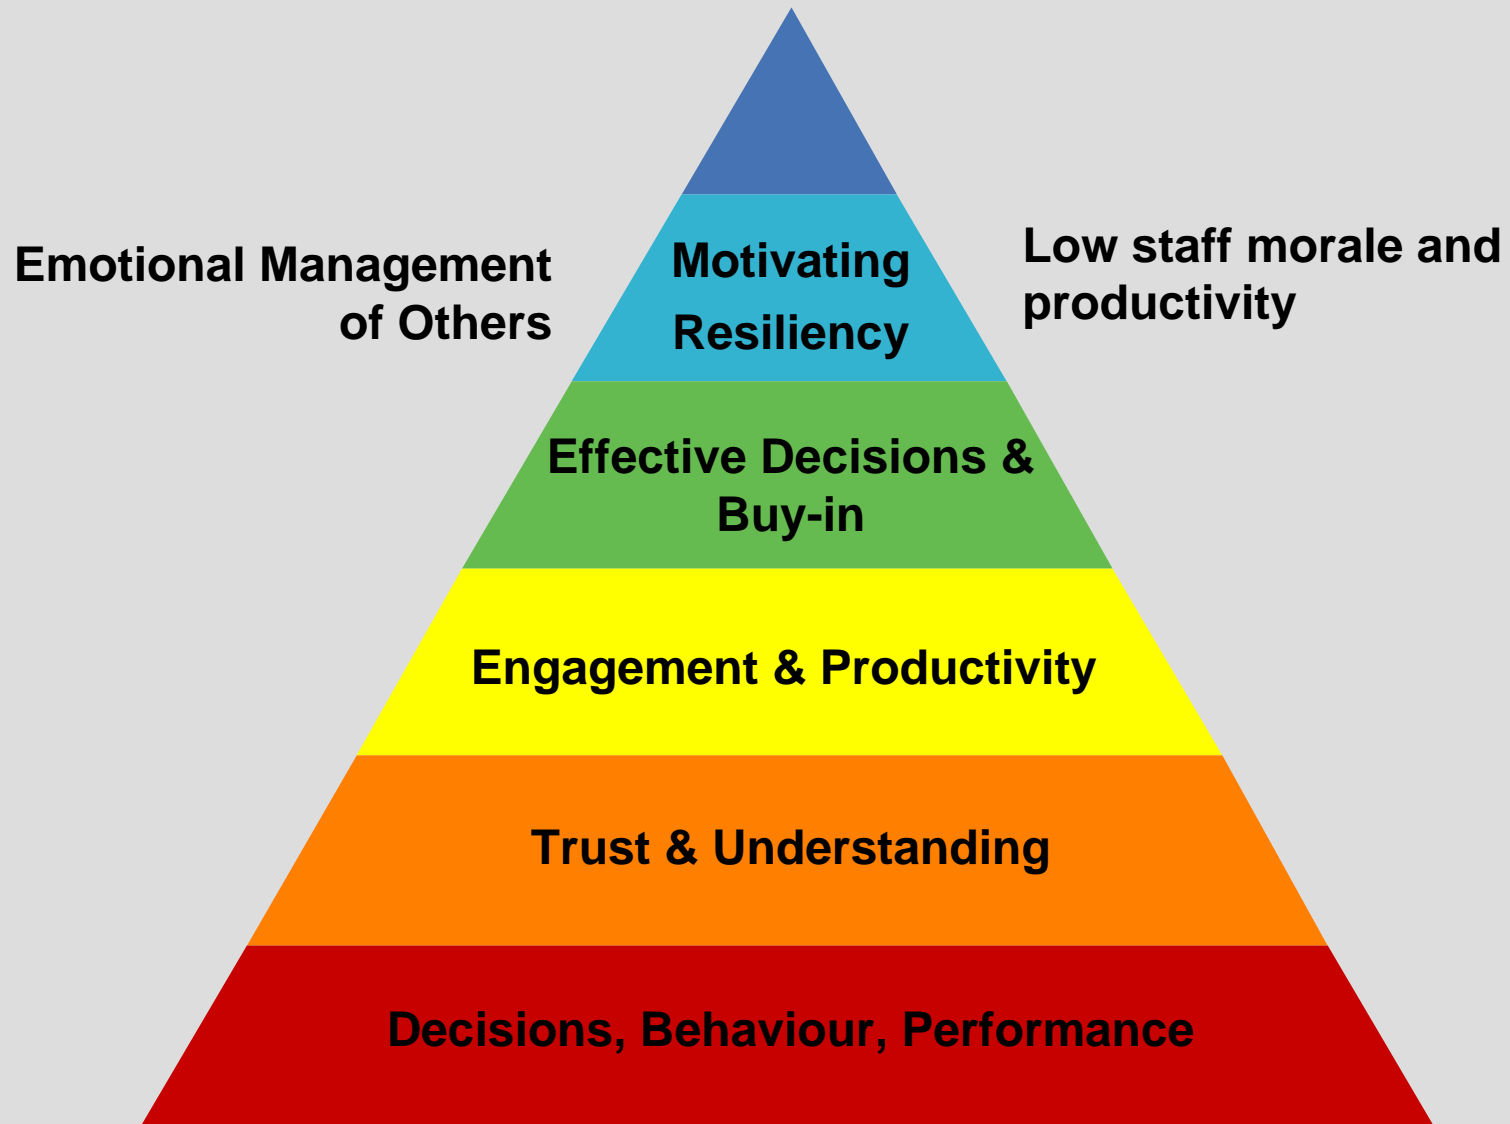 Emotional Management
of Others
Motivating
Resiliency
Low staff morale and
productivity
Effective Decisions &
Buy-in
Engagement & Productivity
Trust & Understanding
Decisions, Behaviour, Performance